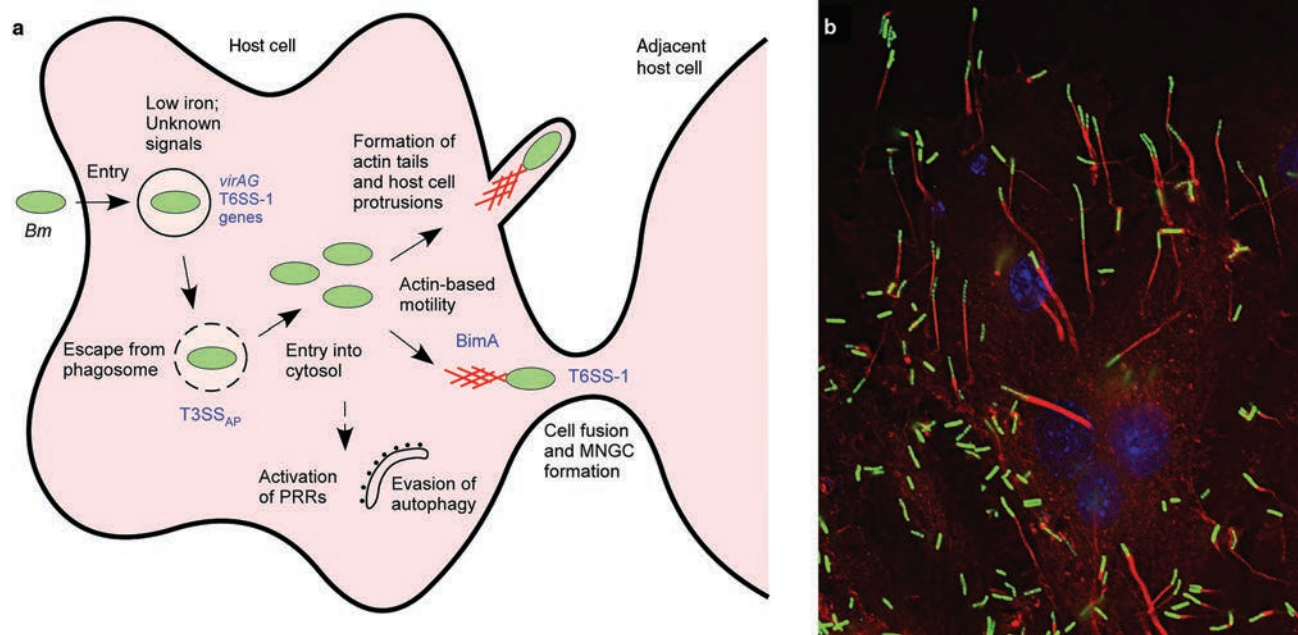 a
Host cell
Adjacent
host cell
Low iron;
Unknown
signals
Entry
Bm
virAG
T6SS-1
genes
Formation of
actin tails
and host cell
protrusions
Escape from
phagosome
T3SSAP
Entry into
cytosol
Actin-based
motility
BimA
T6SS-1
Cell fusion
and MNGC
formation
Activation
of PRRs
Evasion of
autophagy
b